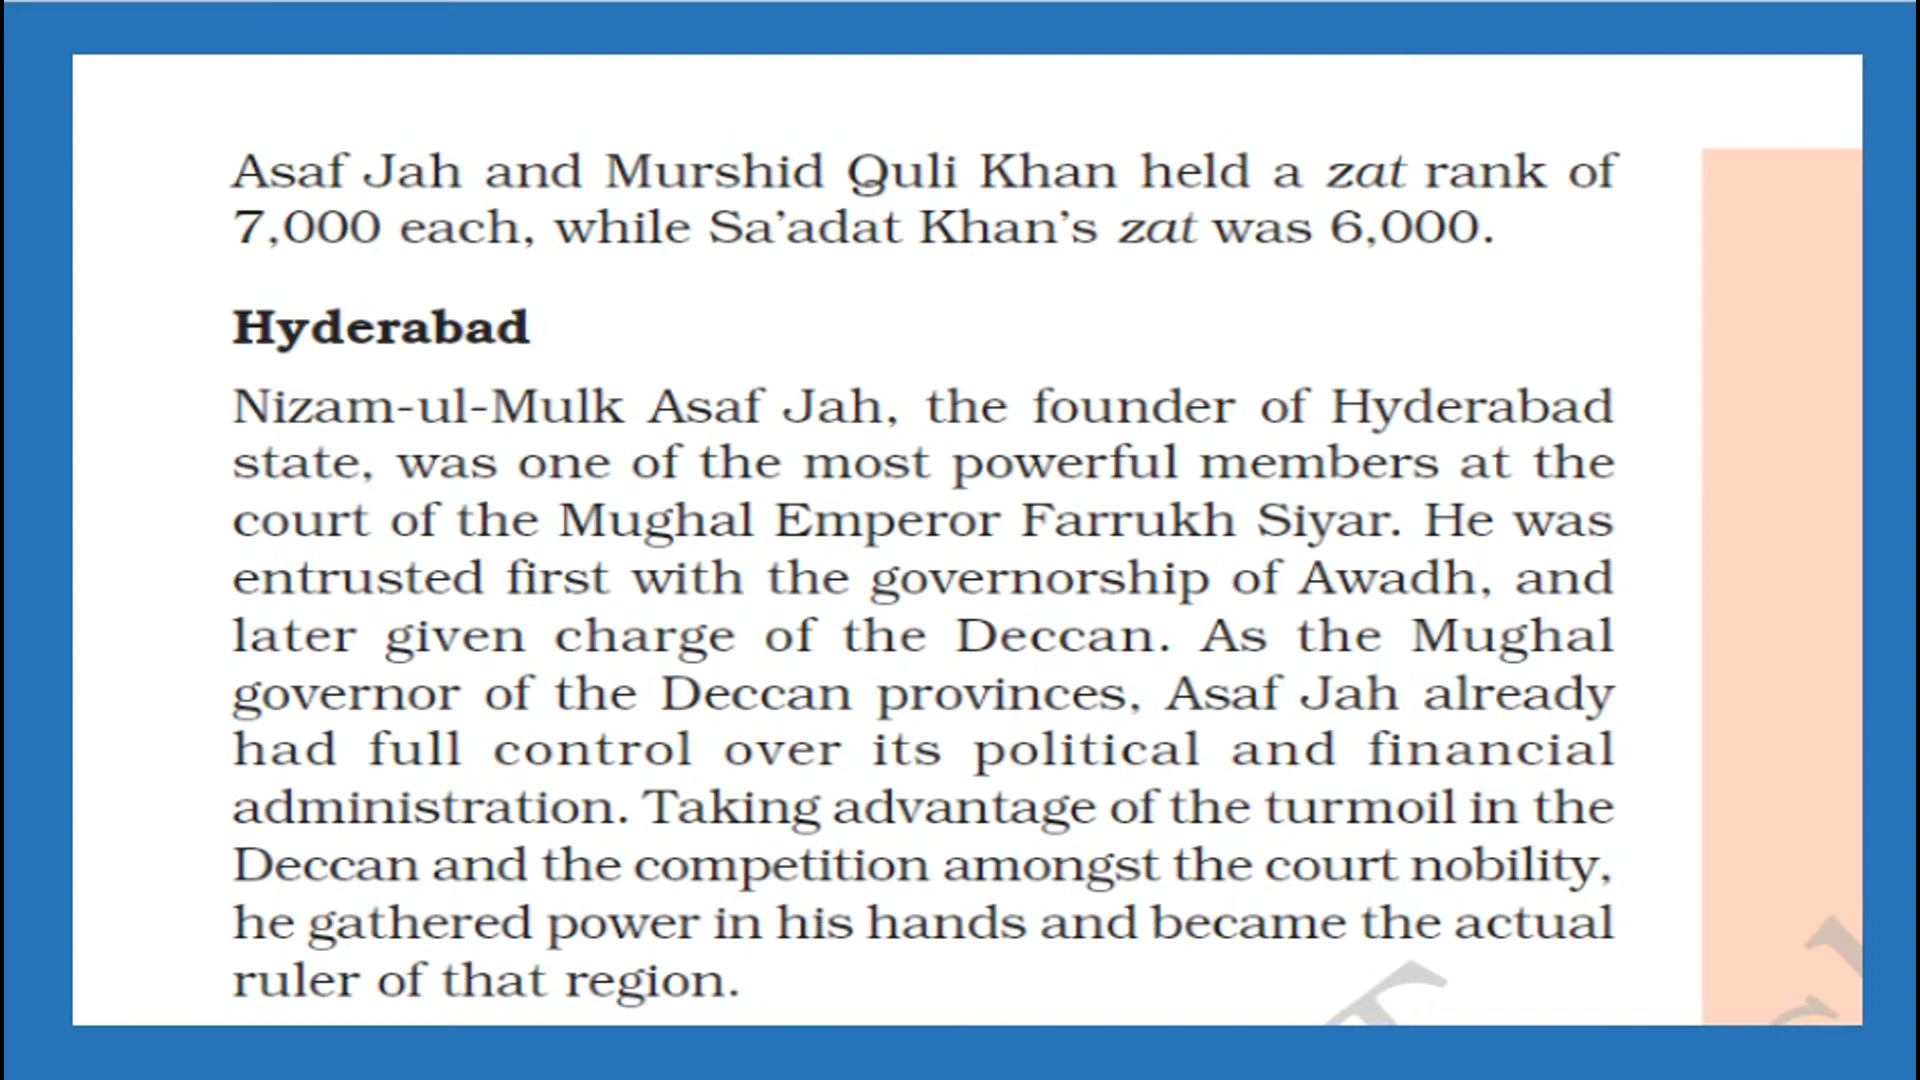 Asaf Jah and Murshid Quli Khan held a zat rank of
7,000 each, while Sa’adat Khan’s zat was 6,000.
Hyderabad
Nizam-ul-Mulk Asaf Jah, the founder of Hyderabad
state, was one of the most powerful members at the
court of the Mughal Emperor Farrukh Siyar. He was
entrusted first with the governorship of Awadh, and
later given charge of the Deccan. As the Mughal
governor of the Deccan provinces, Asaf Jah already
had full control over its political and financial
administration. Taking advantage of the turmoil in the
Deccan and the competition amongst the court nobility,
he gathered power in his hands and became the actual
ruler of that region.